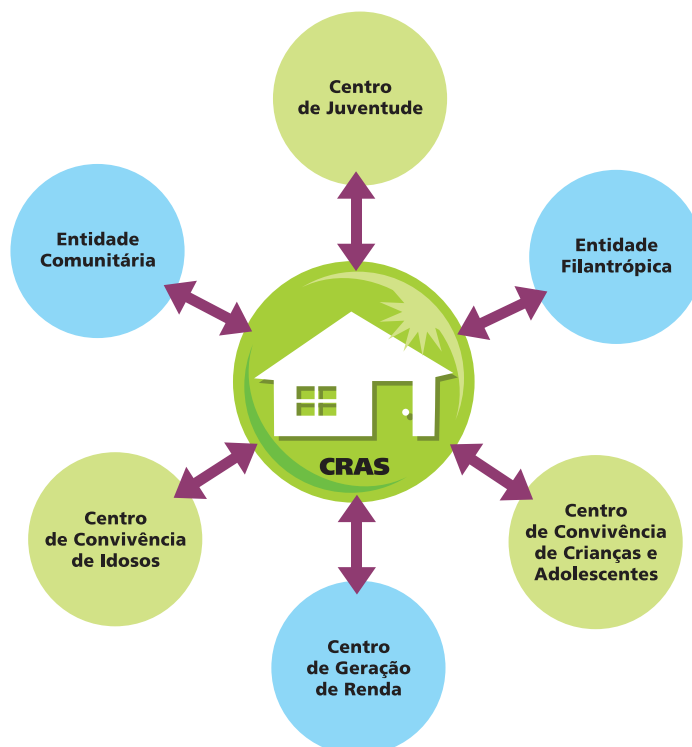 Centro
de Juventude
Entidade
Comunitária
Entidade
Filantrópica
CRAS
Centro
de Convivência
de Idosos
Centro
de Convivência
de Crianças e
Adolescentes
Centro
de Geração
de Renda